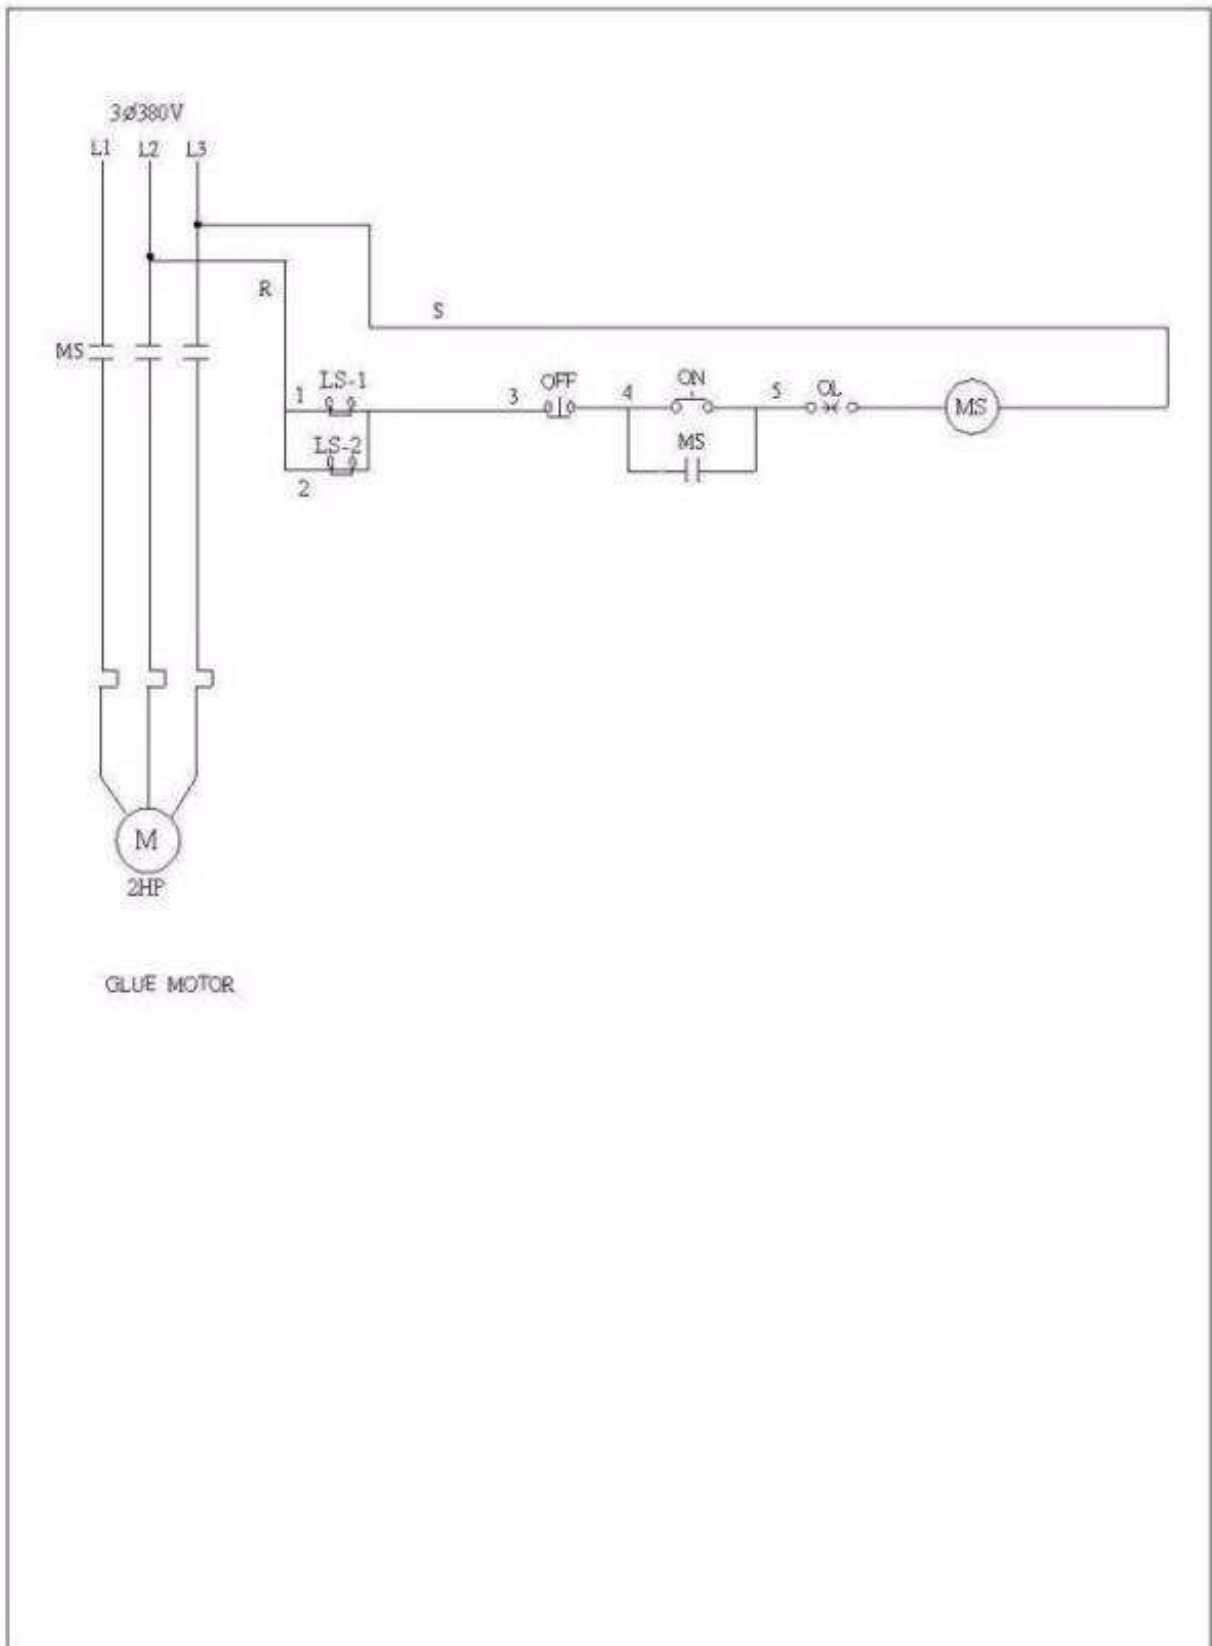 3Ø380V
L1 L2 L3
R
S
MS
1 LS-1 3 OFF 4 ON 5 OL MS
LS-2 MS
2
M
2HP
GLUE MOTOR